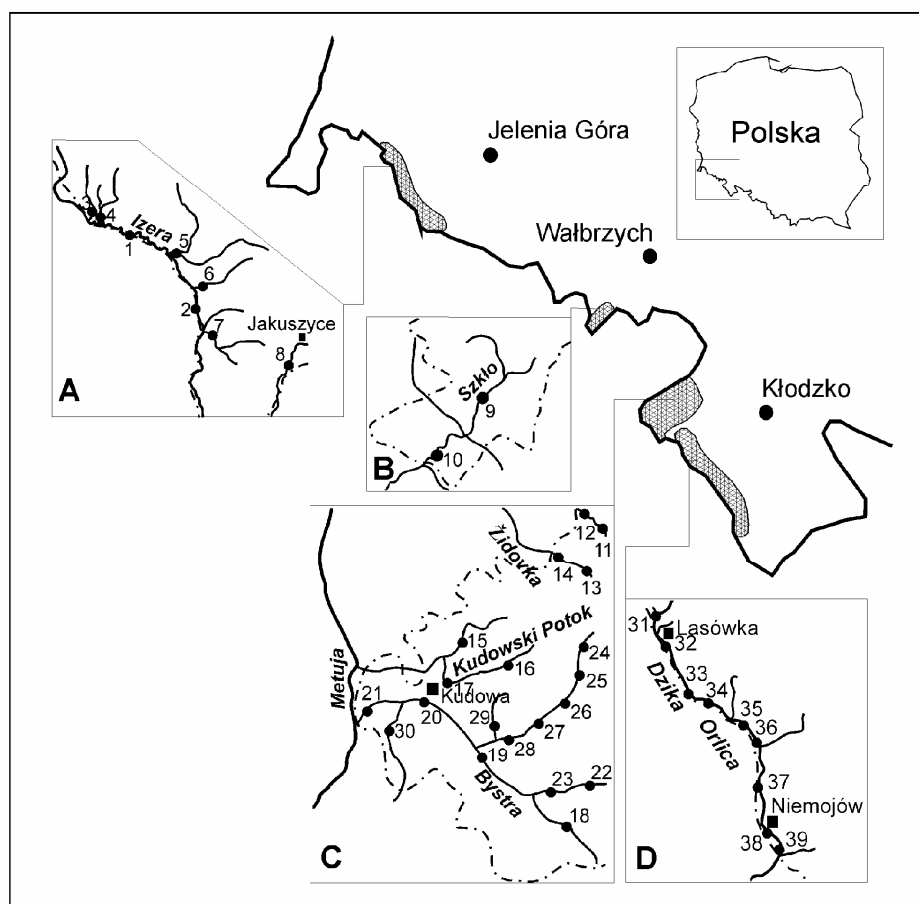 Jelenia Góra
Polska
Wałbrzych
Kłodzko
3
4
Izera
1
5
6
2
7
Jakuszyce
8
A
Szkło
9
10
B
Židovka
12
11
14
13
15
Kudowski Potok
16
24
Metuja
17
Kudowa
25
21
20
29
26
30
27
28
19
Bystra
23
22
18
C
31
Lasówka
32
Dzika
33
34
35
Orlica
36
37
Niemojów
38
39
D